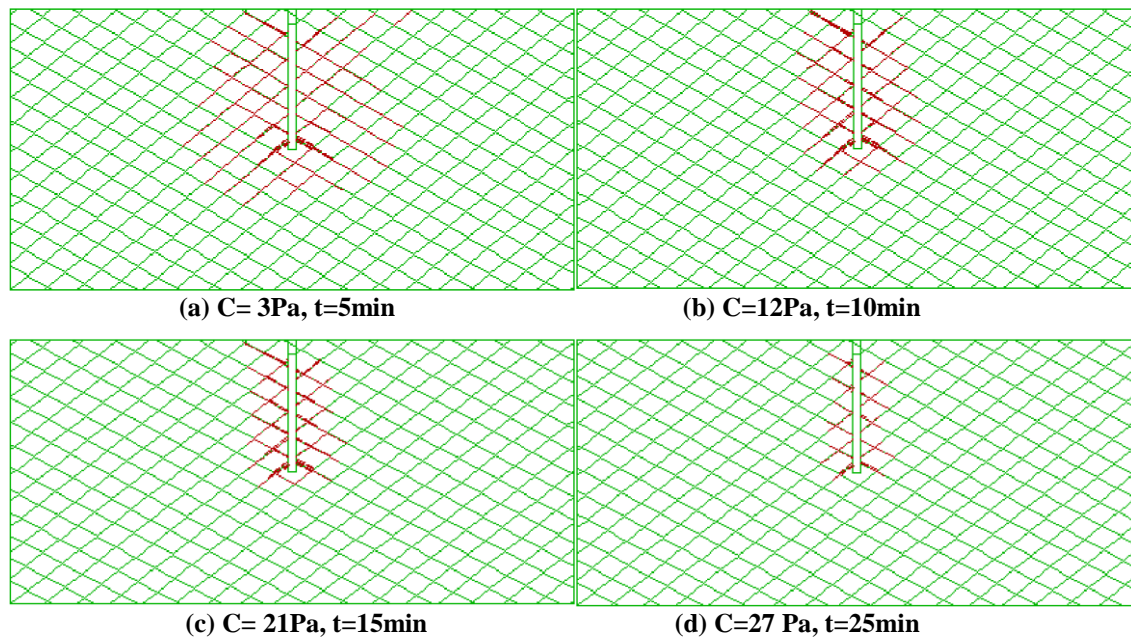 (a) C= 3Pa, t=5min
(b) C=12Pa, t=10min
(c) C= 21Pa, t=15min
(d) C=27 Pa, t=25min